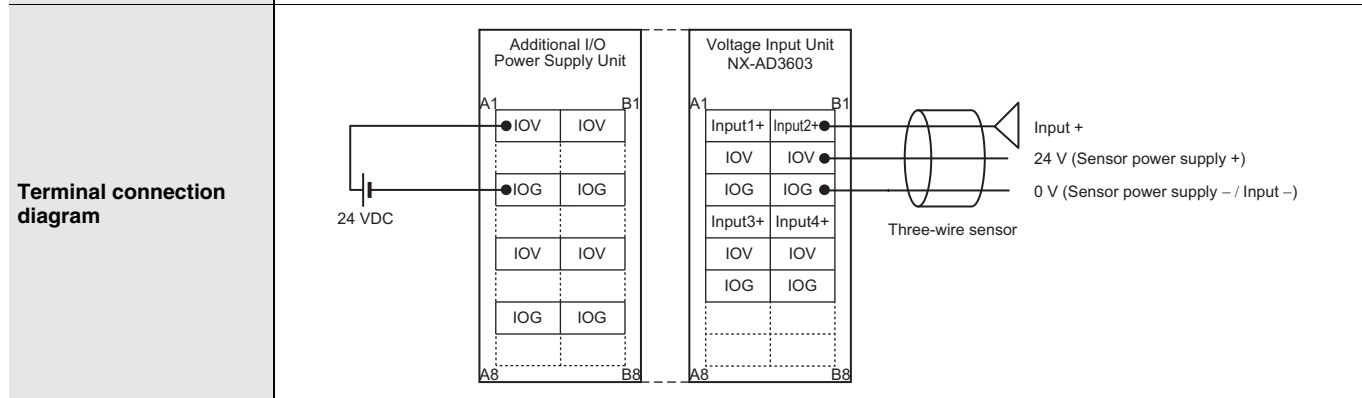 Terminal connection
diagram
Additional I/O
Power Supply Unit
A1
B1
IOV
IOV
IOG
IOG
IOV
IOV
IOG
IOG
A8
B8
24 VDC
Voltage Input Unit
NX-AD3603
A1
B1
Input1+
Input2+
IOV
IOV
IOG
IOG
Input3+
Input4+
IOV
IOV
IOG
IOG
A8
B8
Input +
24 V (Sensor power supply +)
0 V (Sensor power supply – / Input –)
Three-wire sensor